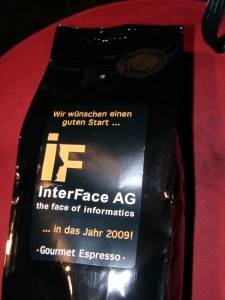 Wir wünschen einen
guten Start ...
iF
InterFace AG
the face of informatics
... in das Jahr 2009!
· Gourmet Espresso ·